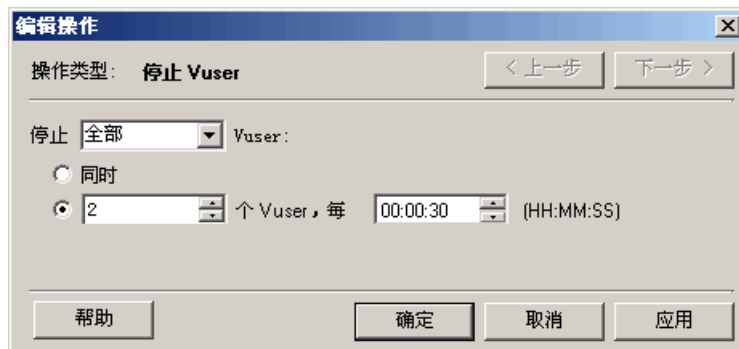 编辑操作
操作类型: 停止 Vuser < 上一步 下一步 >
停止 全部 Vuser:
同时
2 个 Vuser，每 00:00:30 (HH:MM:SS)
帮助 确定 取消 应用